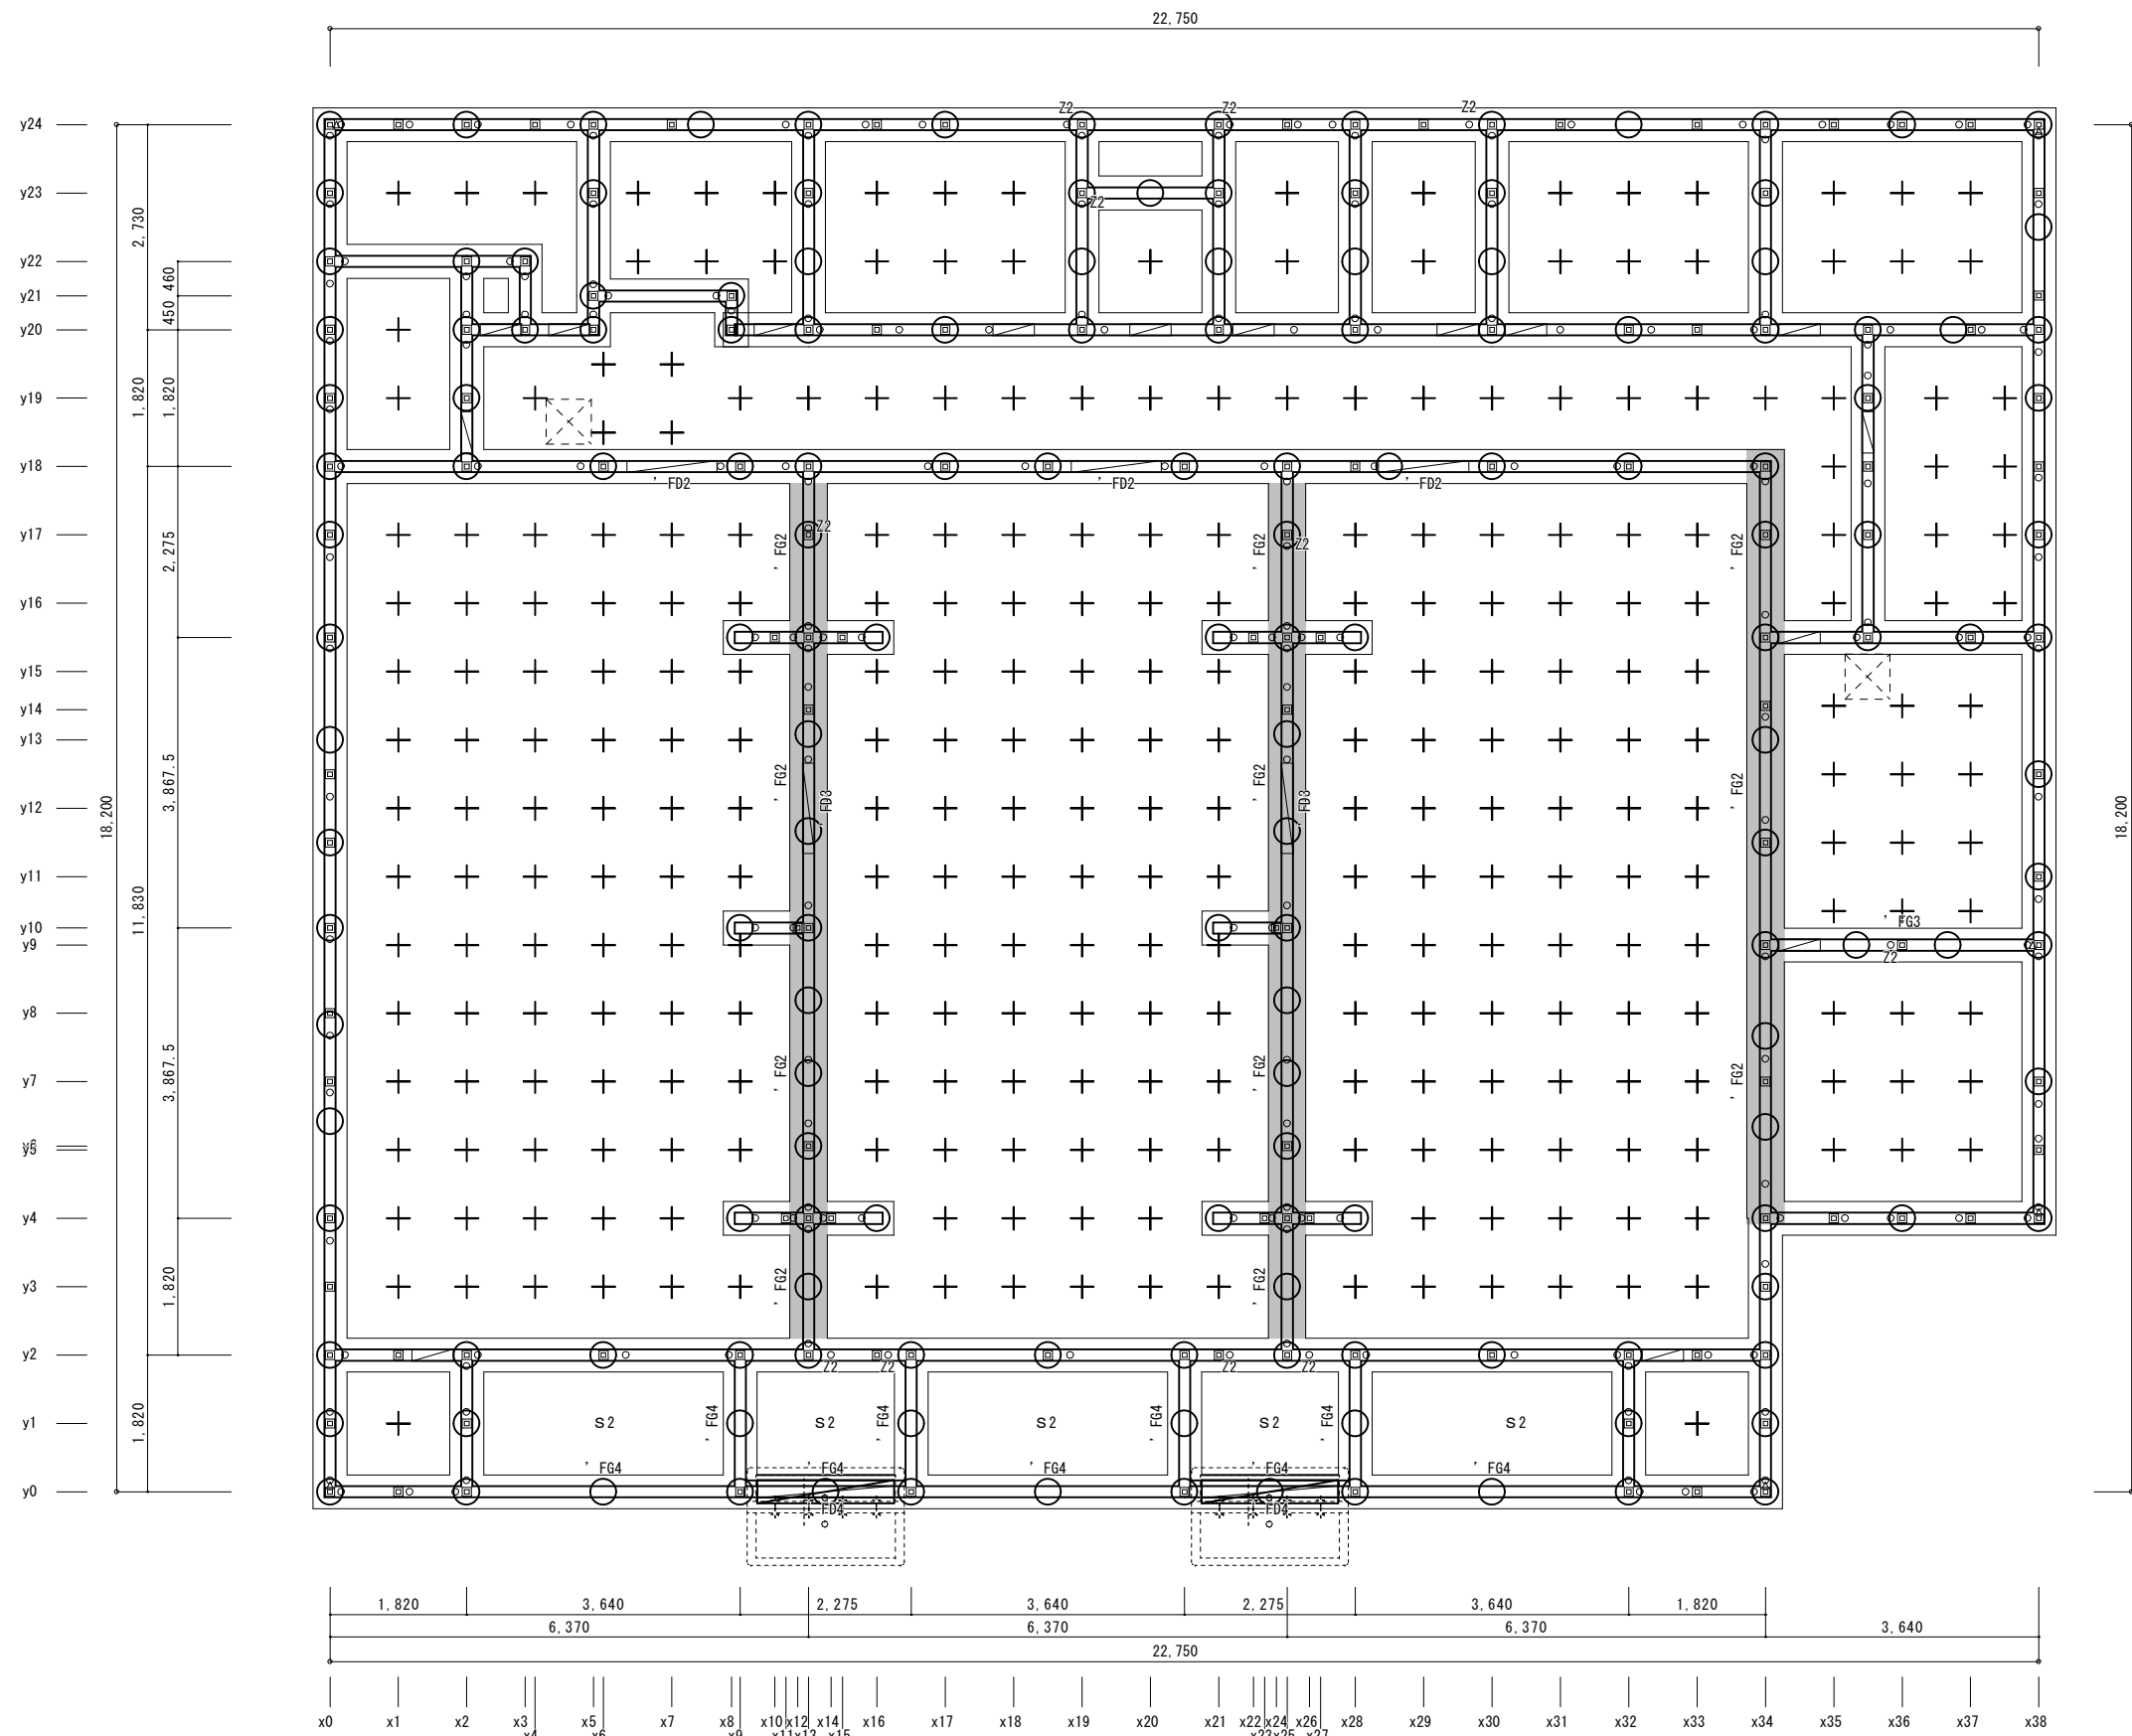 22,750
Z2 Z2 Z2
y24
y23
Z2
2,730
y22
460
y21
450
y20
y19
1,820 1,820
y18
' FD2 ' FD2 ' FD2
y17
Z2 Z2
' FG2 ' FG2 ' FG2
2,275
y16
y15
y14
y13
3,867.5
' FG2 ' FG2 ' FG2
FD3 FD3
y12
18,200 18,200
y11
11,830
y10
' FG3
y9
Z2
y8
3,867.5
' FG2 ' FG2 ' FG2
y7
y6
y5
y4
1,820
' FG2 ' FG2
y3
y2
Z2 Z2 Z2 Z2
1,820
' FG4 ' FG4 ' FG4 ' FG4
y1
S2 S2 S2 S2 S2
' FG4 ' FG4 ' FG4 ' FG4 ' FG4
y0
FD4 FD4
1,820 3,640 2,275 3,640 2,275 3,640 1,820
6,370 6,370 6,370 3,640
22,750
x0 x1 x2 x3 x5 x7 x8 x10 x12 x14 x16 x17 x18 x19 x20 x21 x22 x24 x26 x28 x29 x30 x31 x32 x33 x34 x35 x36 x37 x38
x4 x6 x9 x11 x13 x15 x23 x25 x27